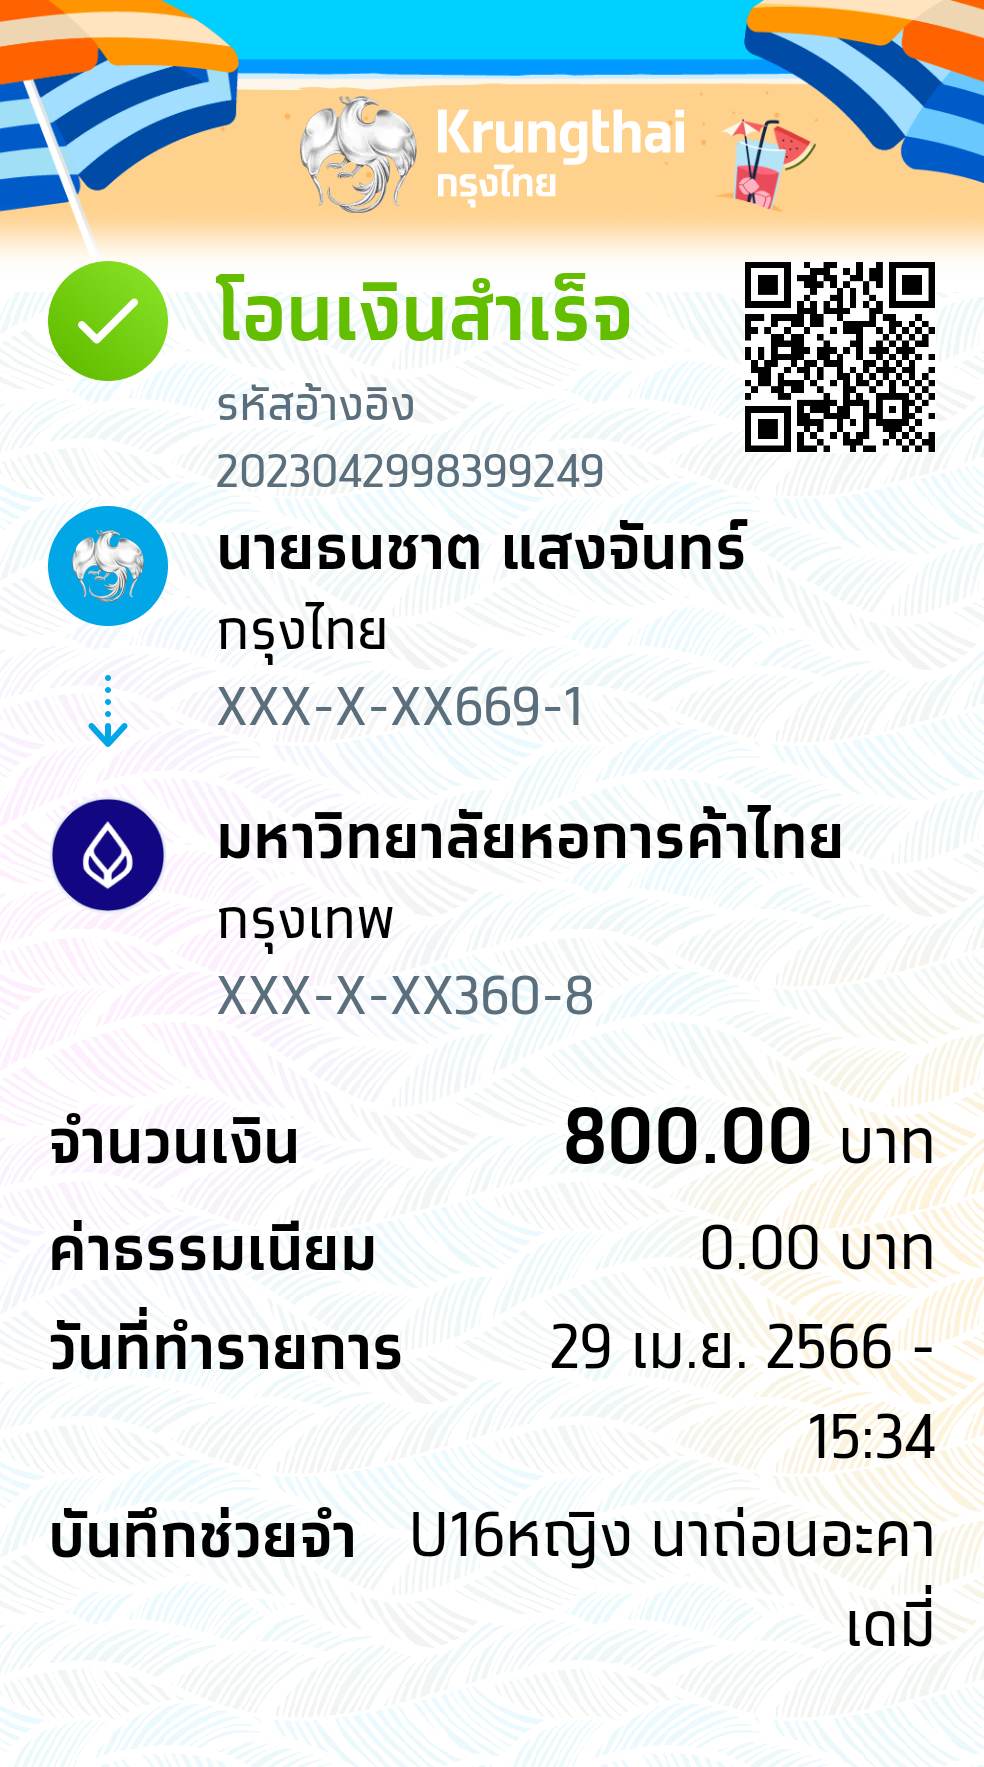 Krungthai
กรุงไทย
โอนเงินสำเร็จ
รหัสอ้างอิง
2023042998399249
นายธนชาต แสงจันทร์
กรุงไทย
XXX-X-XX669-1
มหาวิทยาลัยหอการค้าไทย
กรุงเทพ
XXX-X-XX360-8
จำนวนเงิน 800.00 บาท
ค่าธรรมเนียม 0.00 บาท
วันที่ทำรายการ 29 เม.ย. 2566 -
15:34
บันทึกช่วยจำ U16หญิง นาถ่อนอะคา
เดมี่